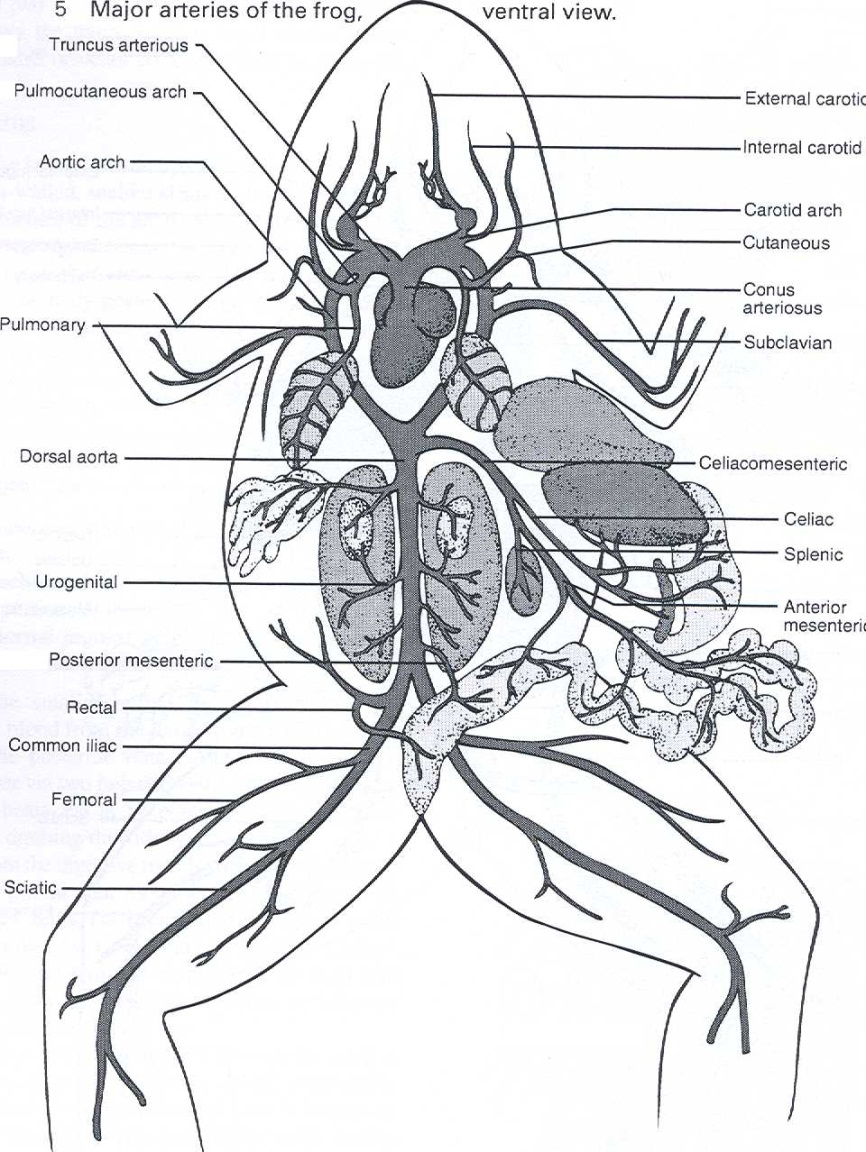 5 Major arteries of the frog, ventral view.
Truncus arterious
Pulmocutaneous arch
Aortic arch
Pulmonary
Dorsal aorta
Urogenital
Posterior mesenteric
Rectal
Common iliac
Femoral
Sciatic
External carotid
Internal carotid
Carotid arch
Cutaneous
Conus
arteriosus
Subclavian
Celiacomesenteric
Celiac
Splenic
Anterior
mesenteric